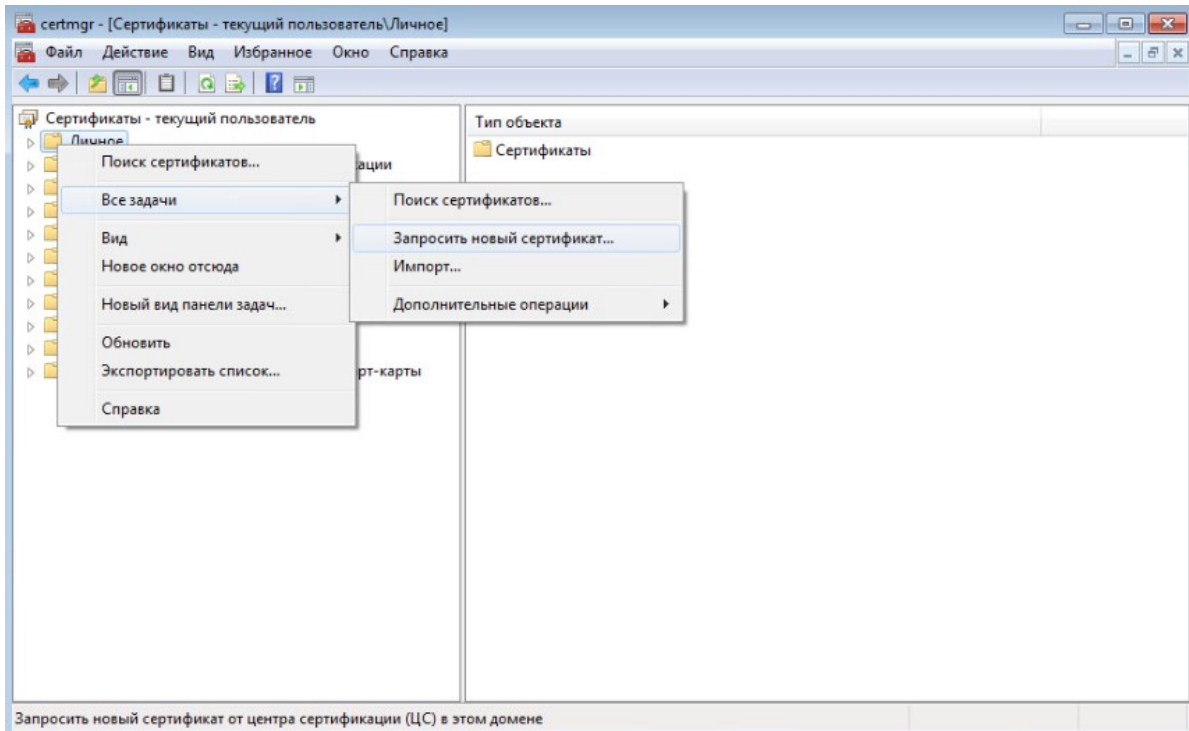 certmgr - [Сертификаты - текущий пользователь\Личное]
Файл Действие Вид Избранное Окно Справка
Сертификаты - текущий пользователь
Личное
ации
рт-карты
Тип объекта
Сертификаты
Поиск сертификатов...
Все задачи
Вид
Новое окно отсюда
Новый вид панели задач...
Обновить
Экспортировать список...
Справка
Поиск сертификатов...
Запросить новый сертификат...
Импорт...
Дополнительные операции
Запросить новый сертификат от центра сертификации (ЦС) в этом домене